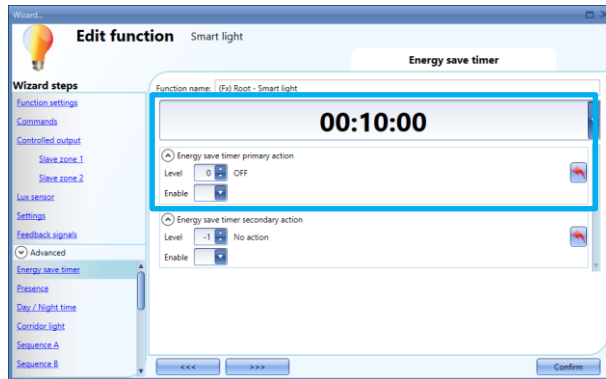 Wizard...
Edit function Smart light
Energy save timer
Wizard steps
Function settings
Commands
Controlled output
Slave zone 1
Slave zone 2
Lux sensor
Settings
Feedback signals
Advanced
Energy save timer
Presence
Day / Night time
Corridor light
Sequence A
Sequence B
Function name: (Fx) Root - Smart light
00:10:00
Energy save timer primary action
Level 0 OFF
Enable
Energy save timer secondary action
Level -1 No action
Enable
<<< >>> Confirm